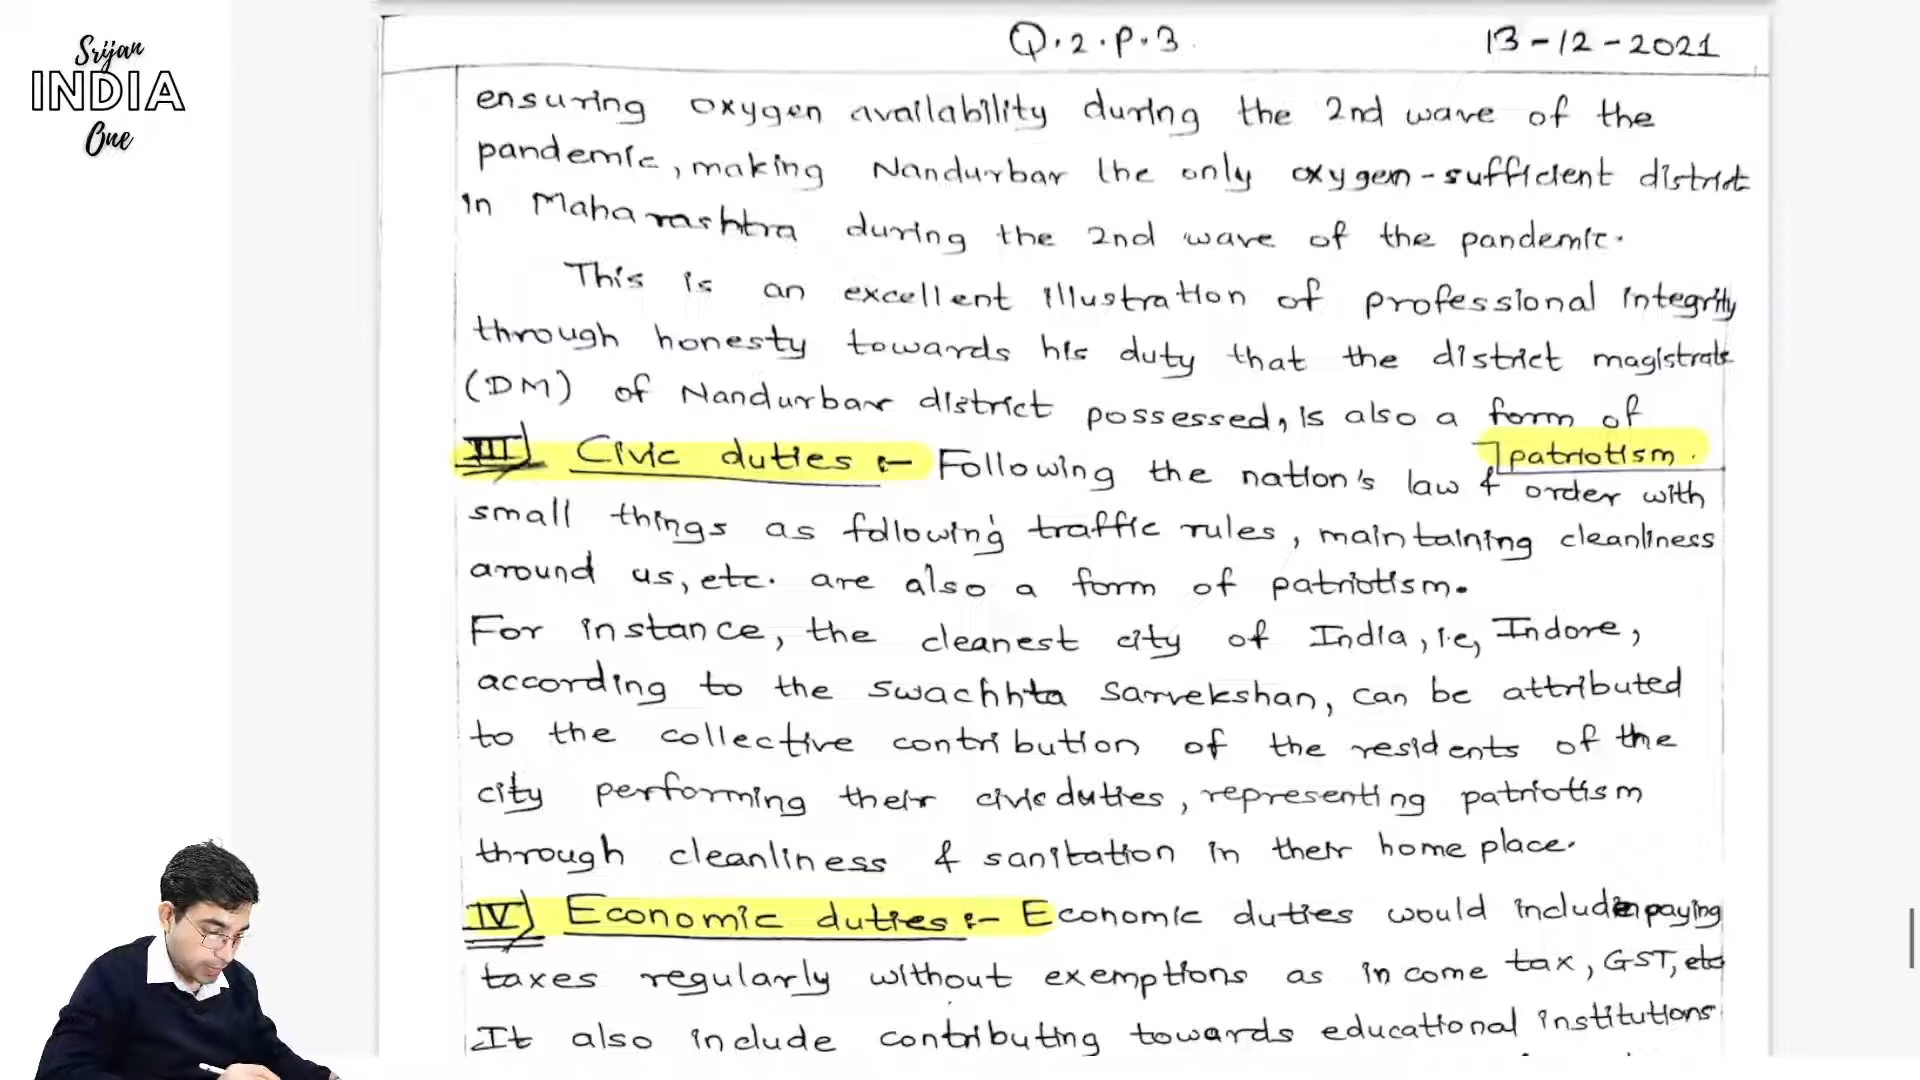 Srijan
INDIA
One
Q.2.P.3.
13-12-2021
ensuring oxygen availability during the 2nd wave of the
pandemic, making Nandurbar the only oxygen-sufficient district
in Maharashtra during the 2nd wave of the pandemic.
This is an excellent illustration of professional integrity
through honesty towards his duty that the district magistrate
(DM) of Nandurbar district possessed, is also a form of
patriotism.
III) Civic duties :- Following the nation's law & order with
small things as following traffic rules, maintaining cleanliness
around us, etc. are also a form of patriotism.
For instance, the cleanest city of India, i.e, Indore,
according to the swachhta sarvekshan, can be attributed
to the collective contribution of the residents of the
city performing their civic duties, representing patriotism
through cleanliness & sanitation in their home place.
IV) Economic duties :- Economic duties would include paying
taxes regularly without exemptions as income tax, GST, etc
It also include contributing towards educational institutions